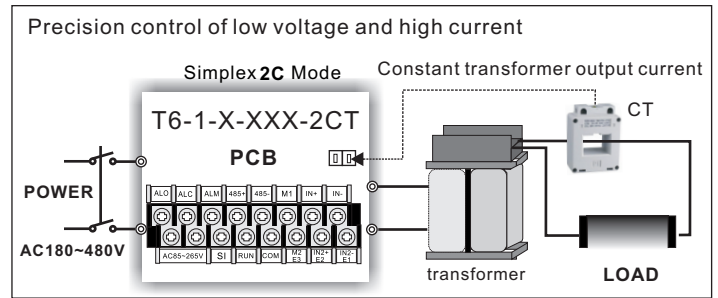 Precision control of low voltage and high current
Simplex 2C Mode
Constant transformer output current
T6-1-X-XXX-2CT
CT
PCB
POWER
ALO ALC ALM 485+ 485- M1 IN+ IN-
AC85~265V SI RUN COM M2 E3 IN2+ E2 IN2- E1
AC180~480V
transformer
LOAD